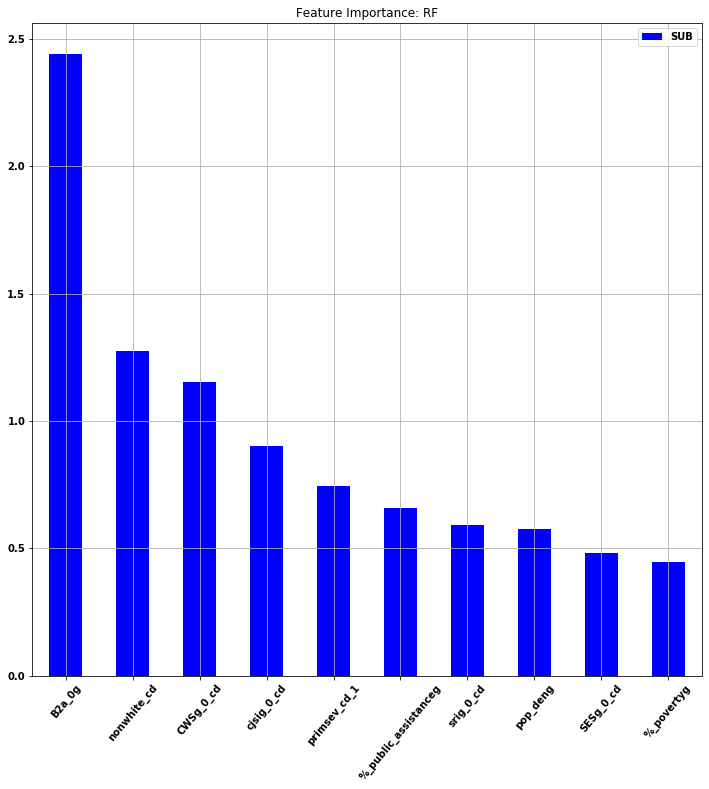 Feature Importance: RF
SUB
2.5
2.0
1.5
1.0
0.5
0.0
B2a_0g
nonwhite_cd
CWSg_0_cd
cjsig_0_cd
primsev_cd_1
%_public_assistanceg
srig_0_cd
pop_deng
SESg_0_cd
%_povertyg